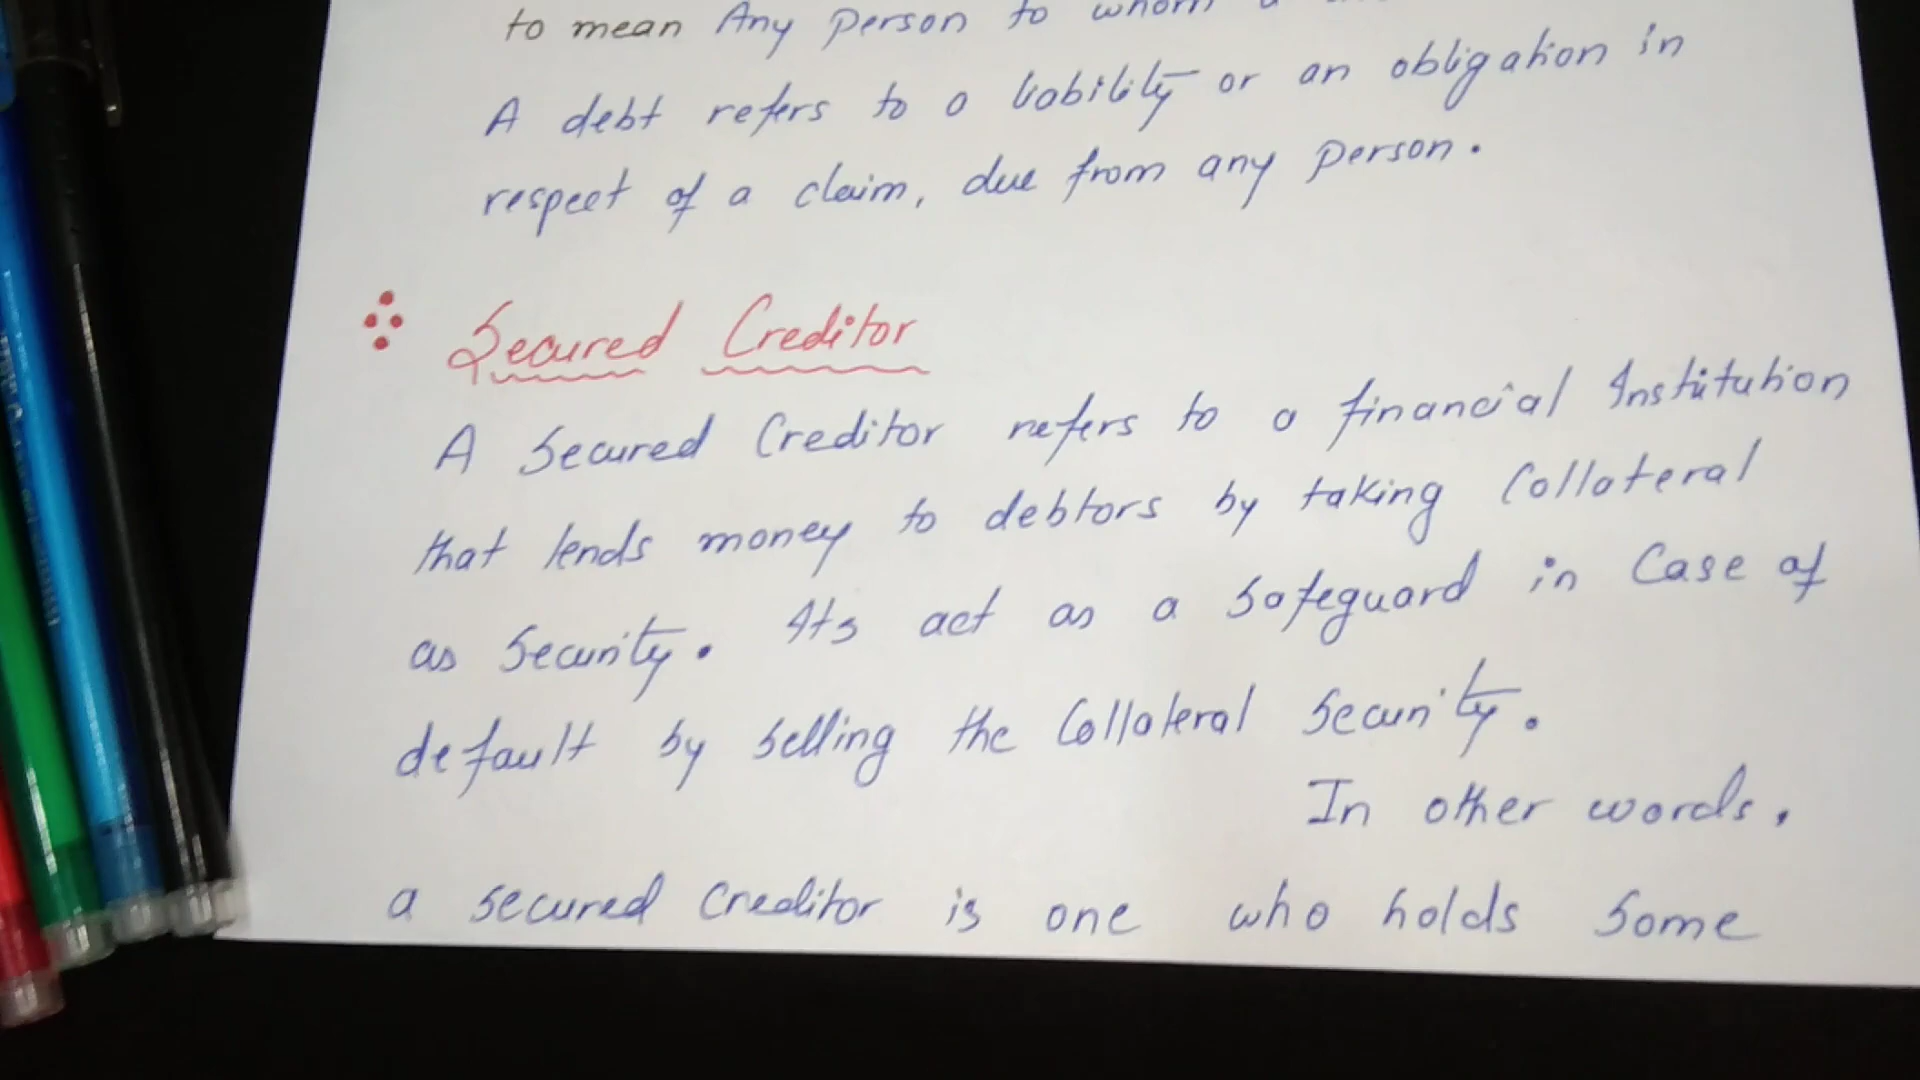 to mean Any person to whom a
A debt refers to a liability or an obligation in
respect of a claim, due from any person.
Secured Creditor
A Secured Creditor refers to a financial Institution
that lends money to debtors by taking Collateral
as Security. Its act as a Safeguard in Case of
default by Selling the Collateral Security.
In other words,
a secured Creditor is one who holds Some